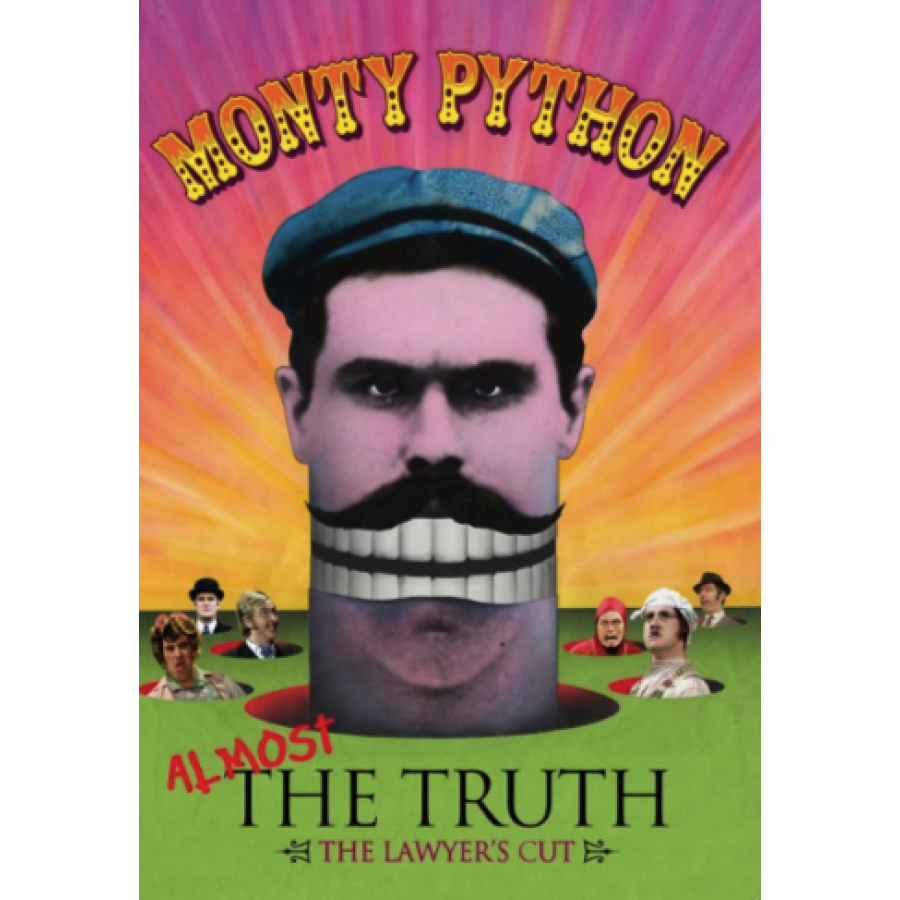 MONTY PYTHON
ALMOST
THE TRUTH
THE LAWYER'S CUT